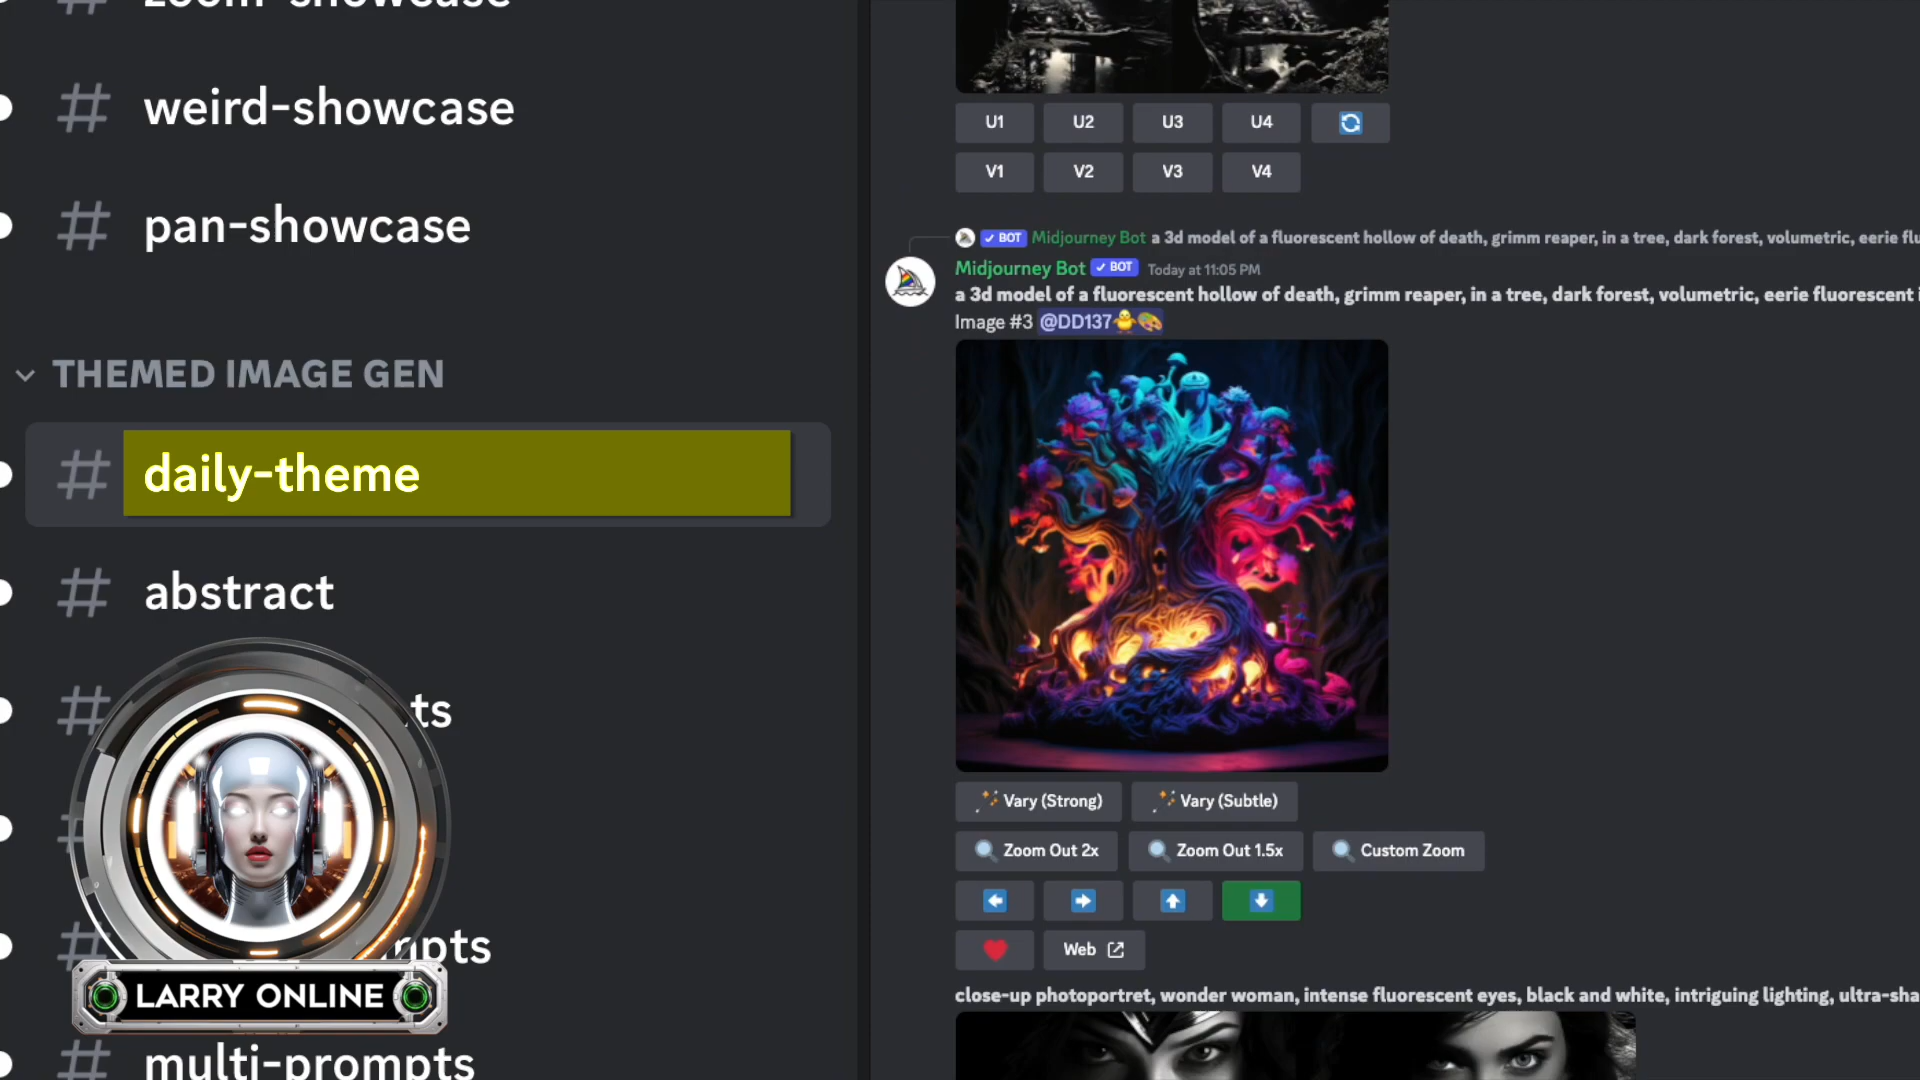 zoom-showcase
weird-showcase
pan-showcase
THEMED IMAGE GEN
daily-theme
abstract
ts
mpts
multi-prompts
LARRY ONLINE
U1 U2 U3 U4
V1 V2 V3 V4
BOT Midjourney Bot a 3d model of a fluorescent hollow of death, grimm reaper, in a tree, dark forest, volumetric, eerie flu
Midjourney Bot BOT Today at 11:05 PM
a 3d model of a fluorescent hollow of death, grimm reaper, in a tree, dark forest, volumetric, eerie fluorescent i
Image #3 @DD137
Vary (Strong) Vary (Subtle)
Zoom Out 2x Zoom Out 1.5x Custom Zoom
Web
close-up photoportret, wonder woman, intense fluorescent eyes, black and white, intriguing lighting, ultra-sha